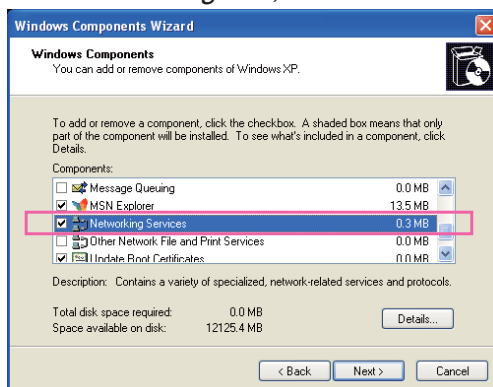 Windows Components Wizard
Windows Components
You can add or remove components of Windows XP.
To add or remove a component, click the checkbox. A shaded box means that only
part of the component will be installed. To see what's included in a component, click
Details.
Components:
Message Queuing 0.0 MB
MSN Explorer 13.5 MB
Networking Services 0.3 MB
Other Network File and Print Services 0.0 MB
Update Root Certificates 0.0 MB
Description: Contains a variety of specialized, network-related services and protocols.
Total disk space required: 0.0 MB
Space available on disk: 12125.4 MB
Details...
< Back Next > Cancel